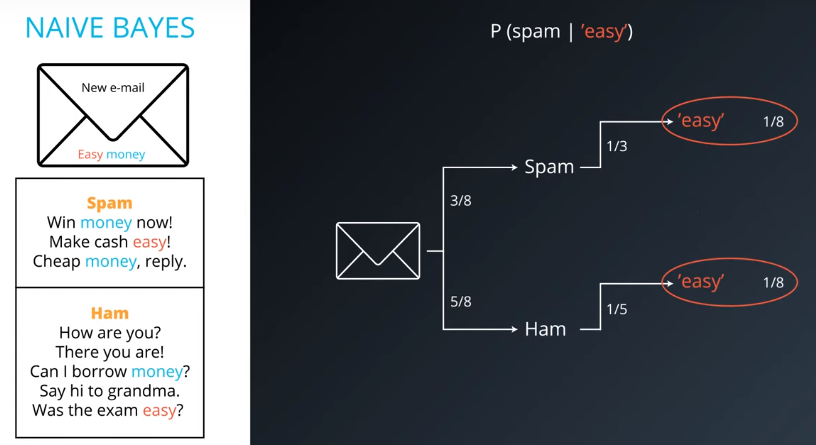 NAIVE BAYES
New e-mail
Easy money
Spam
Win money now!
Make cash easy!
Cheap money, reply.
Ham
How are you?
There you are!
Can I borrow money?
Say hi to grandma.
Was the exam easy?
P (spam | 'easy')
'easy' 1/8
1/3
Spam
3/8
'easy' 1/8
5/8
1/5
Ham